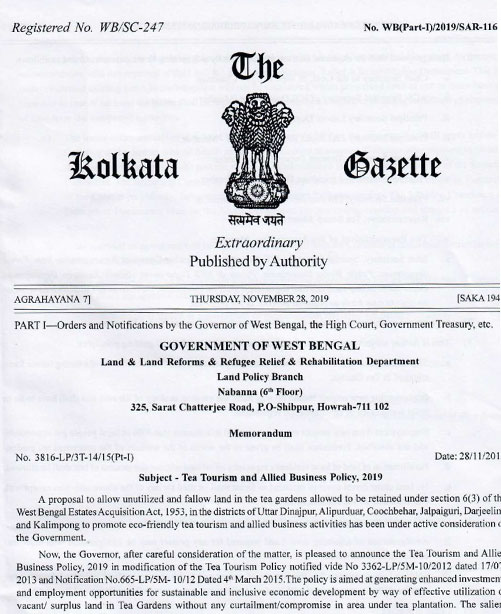 Registered No. WB/SC-247
No. WB(Part-I)/2019/SAR-116
The
Kolkata Gazette
सत्यमेव जयते
Extraordinary
Published by Authority
AGRAHAYANA 7] THURSDAY, NOVEMBER 28, 2019 [SAKA 194
PART I—Orders and Notifications by the Governor of West Bengal, the High Court, Government Treasury, etc.
GOVERNMENT OF WEST BENGAL
Land & Land Reforms & Refugee Relief & Rehabilitation Department
Land Policy Branch
Nabanna (6th Floor)
325, Sarat Chatterjee Road, P.O-Shibpur, Howrah-711 102
Memorandum
No. 3816-LP/3T-14/15(Pt-I) Date: 28/11/201
Subject - Tea Tourism and Allied Business Policy, 2019
A proposal to allow unutilized and fallow land in the tea gardens allowed to be retained under section 6(3) of th
West Bengal Estates Acquisition Act, 1953, in the districts of Uttar Dinajpur, Alipurduar, Coochbehar, Jalpaiguri, Darjeelin
and Kalimpong to promote eco-friendly tea tourism and allied business activities has been under active consideration
the Government.
Now, the Governor, after careful consideration of the matter, is pleased to announce the Tea Tourism and Allie
Business Policy, 2019 in modification of the Tea Policy notified vide No 3362-LP/5M-10/2012 dated 17/07
2013 and Notification No.665-LP/5M- 10/12 Dated 4th March 2015.The policy is aimed at generating enhanced investmen
and employment opportunities for sustainable and inclusive economic development by way of effective utilization
vacant/ surplus land in Tea Gardens without any curtailment/compromise in area under Tea plantation. The sa